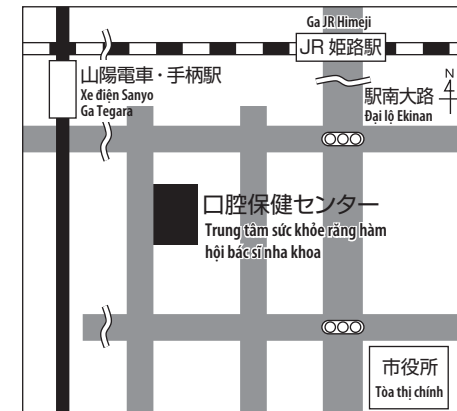 Ga JR Himeji
JR 姫路駅
山陽電車・手柄駅
Xe điện Sanyo
Ga Tegara
N
駅南大路
Đại lộ Ekinan
口腔保健センター
Trung tâm sức khỏe răng hàm
hội bác sĩ nha khoa
市役所
Tòa thị chính